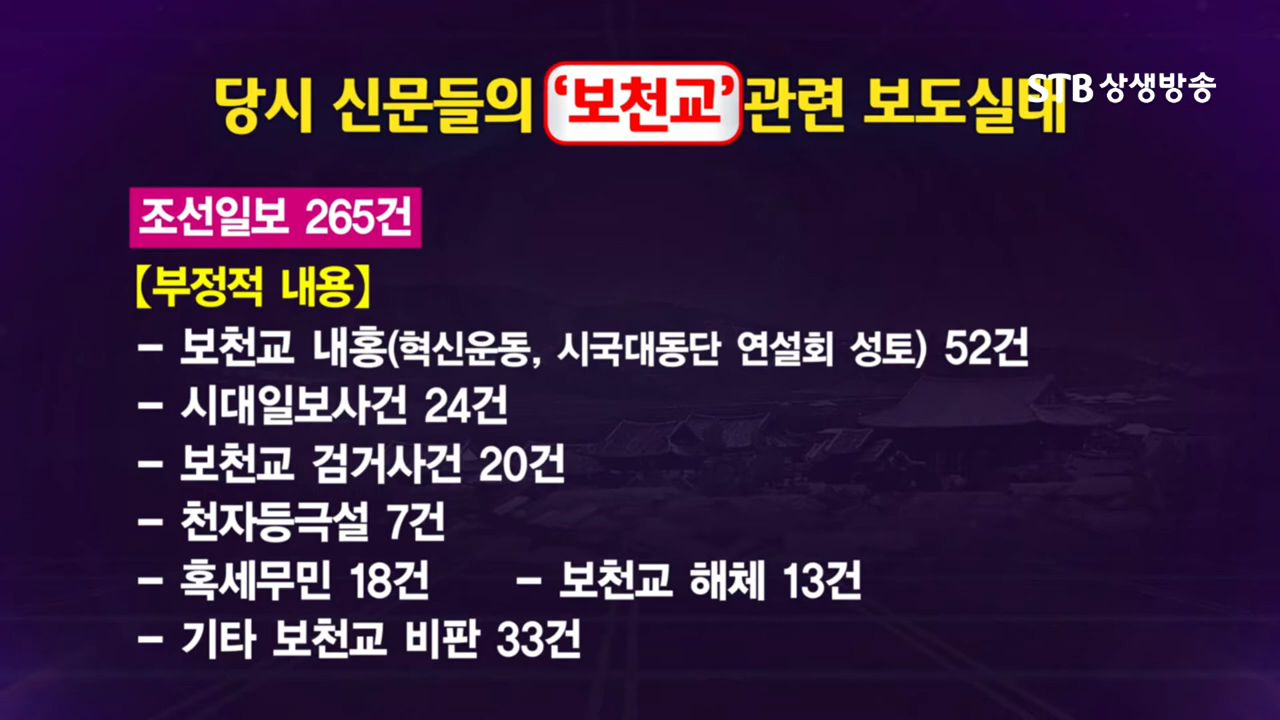 당시 신문들의 '보천교' 관련 보도실태
STB 상생방송
조선일보 265건
【부정적 내용】
- 보천교 내홍(혁신운동, 시국대동단 연설회 성토) 52건
- 시대일보사건 24건
- 보천교 검거사건 20건
- 천자등극설 7건
- 혹세무민 18건 - 보천교 해체 13건
- 기타 보천교 비판 33건